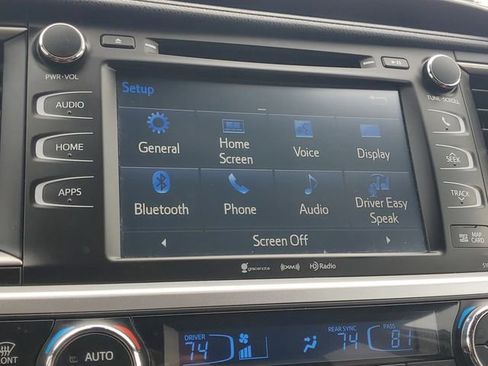 PWR•VOL
TUNE•SCROLL
AUDIO
HOME
APPS
SEEK
TRACK
MAP CARD
Setup
General
Home Screen
Voice
Display
Bluetooth
Phone
Audio
Driver Easy Speak
Screen Off
gracenote
((XM))
HD Radio
DRIVER
74
REAR SYNC
74
PASS
81
AUTO